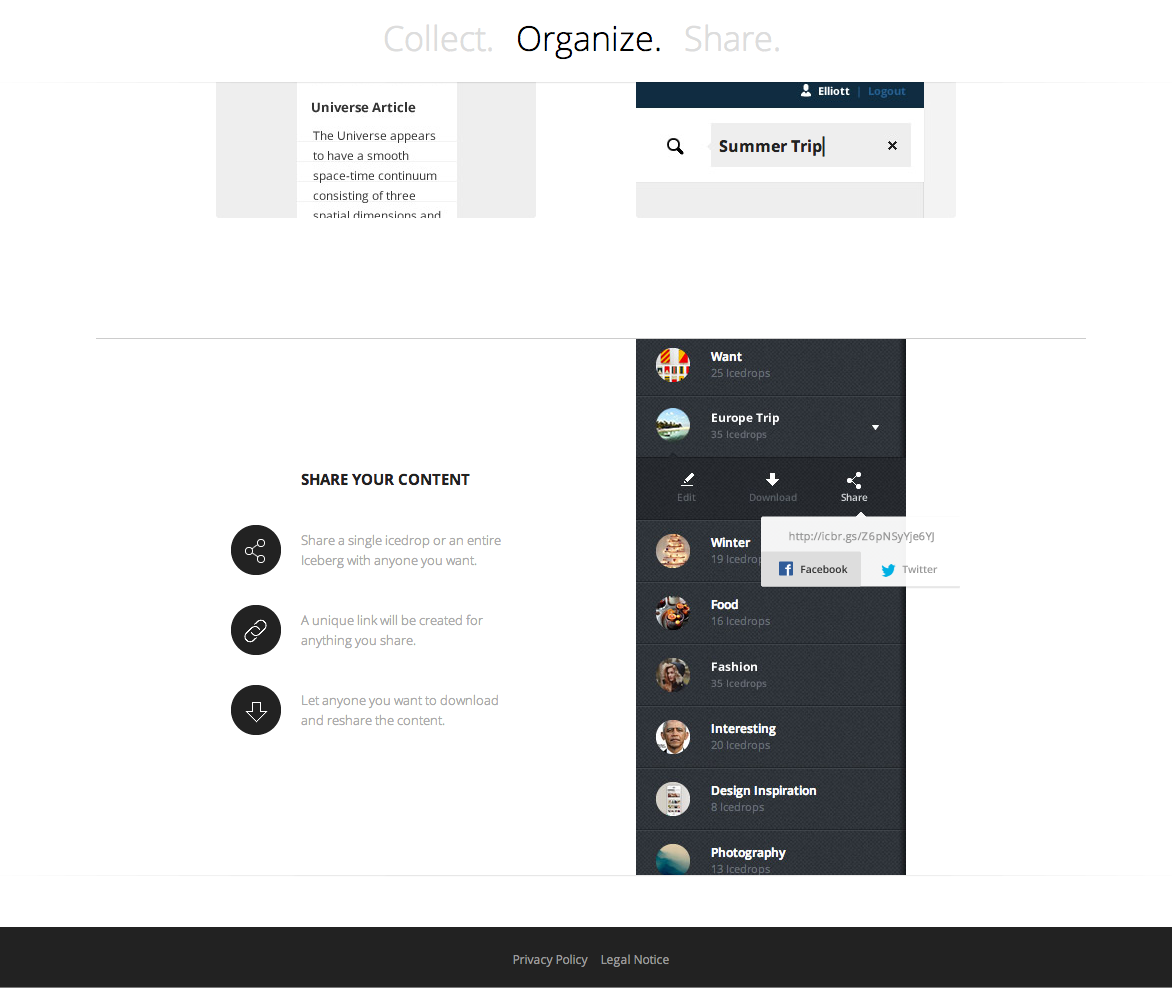 Collect. Organize. Share.
Universe Article
The Universe appears
to have a smooth
space-time continuum
consisting of three
spatial dimensions and
Elliott | Logout
Summer Trip
SHARE YOUR CONTENT
Share a single icedrop or an entire
Iceberg with anyone you want.
A unique link will be created for
anything you share.
Let anyone you want to download
and reshare the content.
Want
25 Icedrops
Europe Trip
35 Icedrops
Edit Download Share
http://icbr.gs/Z6pNSyYje6YJ
Facebook Twitter
Winter
19 Icedrop
Food
16 Icedrops
Fashion
35 Icedrops
Interesting
20 Icedrops
Design Inspiration
8 Icedrops
Photography
13 Icedrops
Privacy Policy Legal Notice